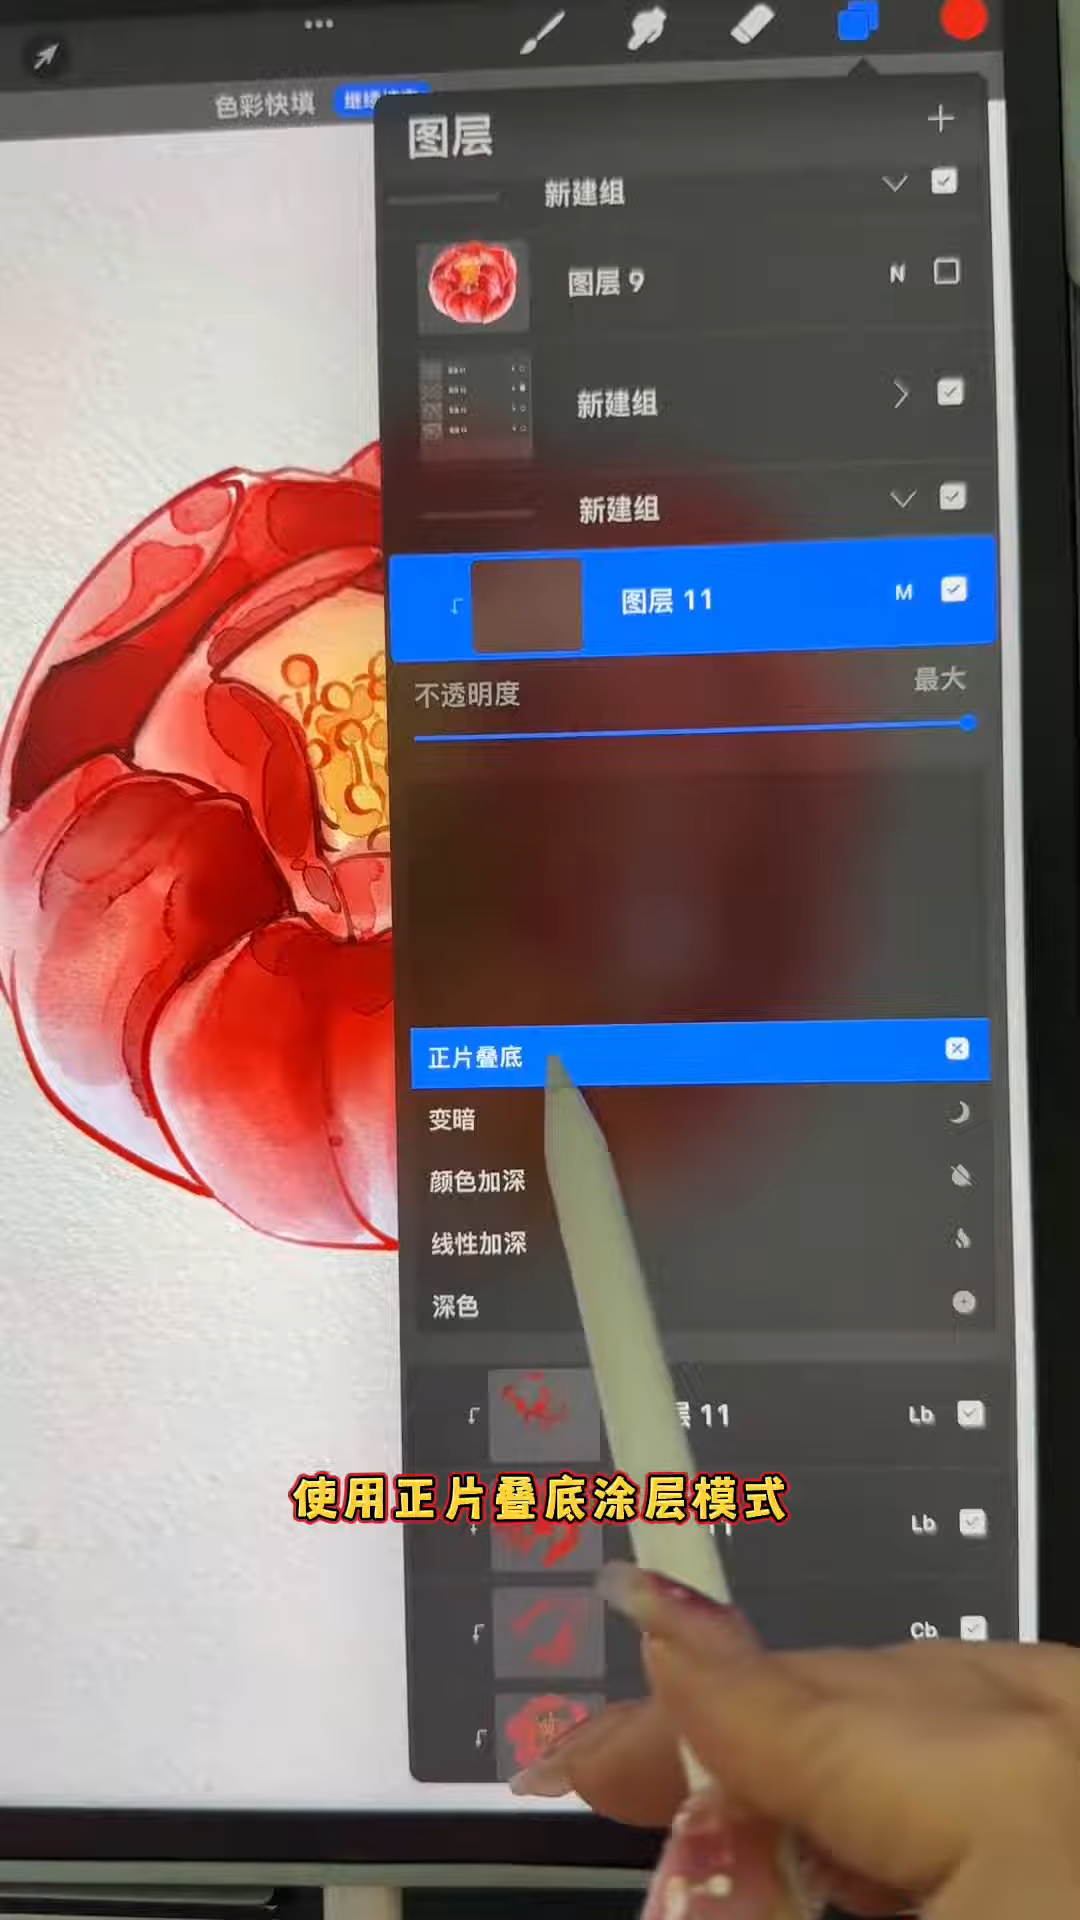 色彩快填
图层
新建组
图层 9
N
新建组
新建组
图层 11
M
不透明度
最大
正片叠底
变暗
颜色加深
线性加深
深色
层 11
Lb
使用正片叠底涂层模式
11
Lb
Cb